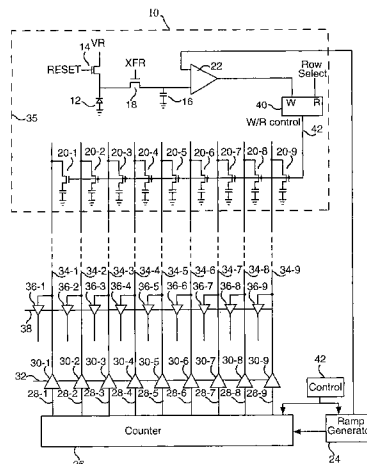 10
VR
14
RESET
XFR
12
18
16
22
Row
Select
40
W R
W/R control
42
35
20-1 20-2 20-3 20-4 20-5 20-6 20-7 20-8 20-9
34-1 34-2 34-3 34-4 34-5 34-6 34-7 34-8 34-9
36-1 36-2 36-3 36-4 36-5 36-6 36-7 36-8 36-9
38
30-1 30-2 30-3 30-4 30-5 30-6 30-7 30-8 30-9
32
28-1 28-2 28-3 28-4 28-5 28-6 28-7 28-8 28-9
42
Control
Counter
Ramp
Generator
24